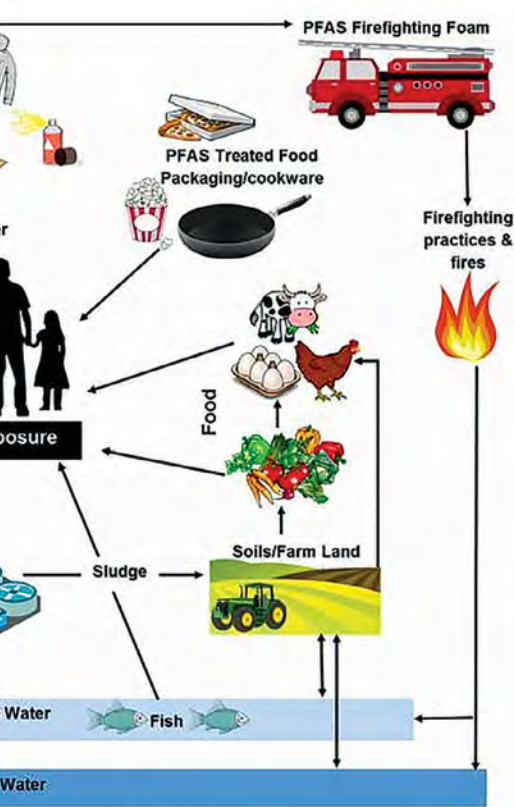 PFAS Firefighting Foam
PFAS Treated Food
Packaging/cookware
r
Firefighting
practices &
fires
Food
posure
Soils/Farm Land
Sludge
Water
Fish
Water